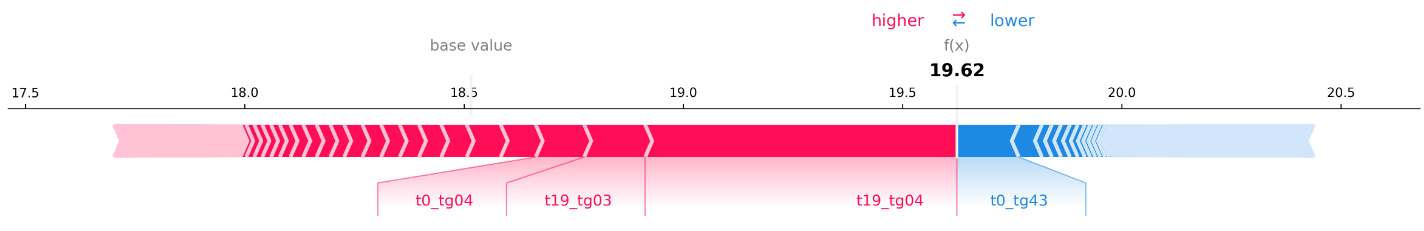 higher ⇄ lower
base value f(x)
19.62
17.5 18.0 18.5 19.0 19.5 20.0 20.5
t0_tg04 t19_tg03 t19_tg04 t0_tg43